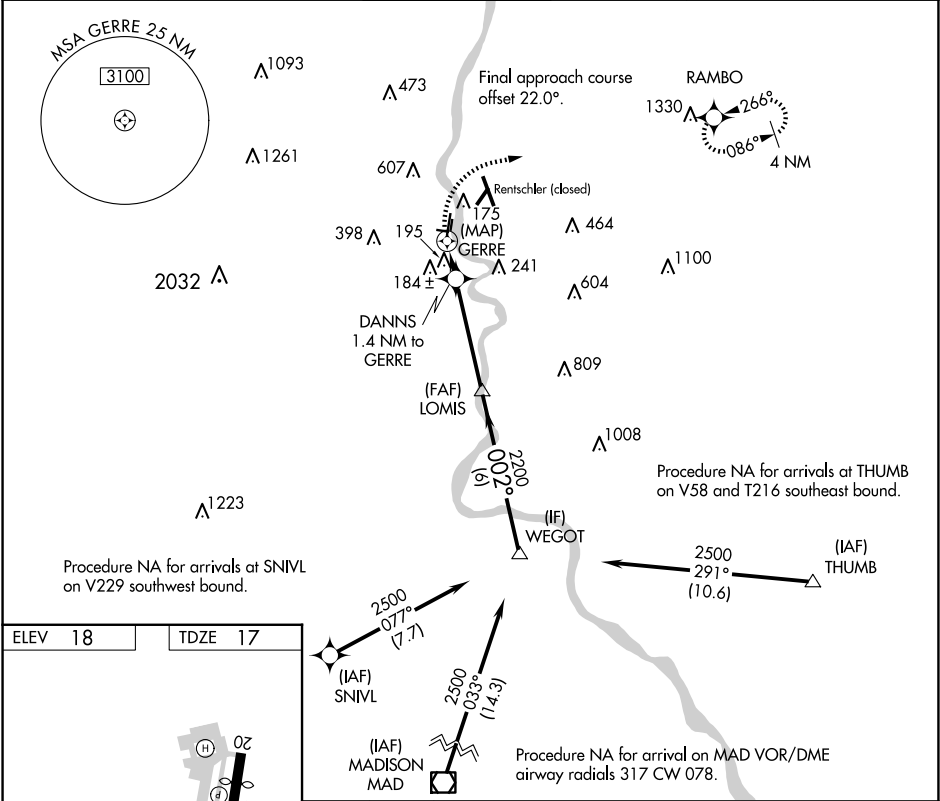 MSA GERRE 25 NM
3100
1093
473
Final approach course
offset 22.0°.
RAMBO
1330
266°
086°
4 NM
1261
607
Rentschler (closed)
175
(MAP)
GERRE
398
195
464
2032
184 ±
241
1100
604
DANNS
1.4 NM to
GERRE
809
(FAF)
LOMIS
1008
2200
002°
(6)
Procedure NA for arrivals at THUMB
on V58 and T216 southeast bound.
1223
(IF)
WEGOT
(IAF)
THUMB
2500
291°
(10.6)
Procedure NA for arrivals at SNIVL
on V229 southwest bound.
2500
077°
(7.7)
ELEV 18
TDZE 17
(IAF)
SNIVL
2500
033°
(14.3)
(IAF)
MADISON
MAD
Procedure NA for arrival on MAD VOR/DME
airway radials 317 CW 078.
H
20
P